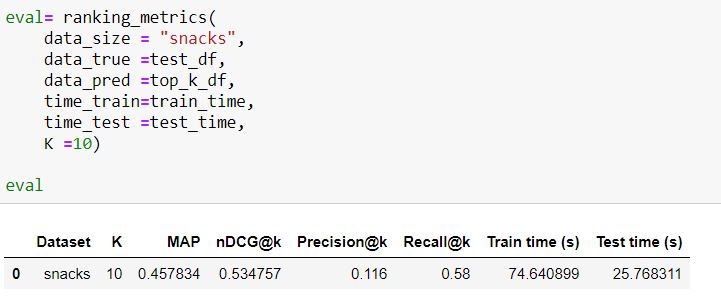 eval= ranking_metrics(
data_size = "snacks",
data_true =test_df,
data_pred =top_k_df,
time_train=train_time,
time_test =test_time,
K =10)
eval
Dataset K MAP nDCG@k Precision@k Recall@k Train time (s) Test time (s)
0 snacks 10 0.457834 0.534757 0.116 0.58 74.640899 25.768311